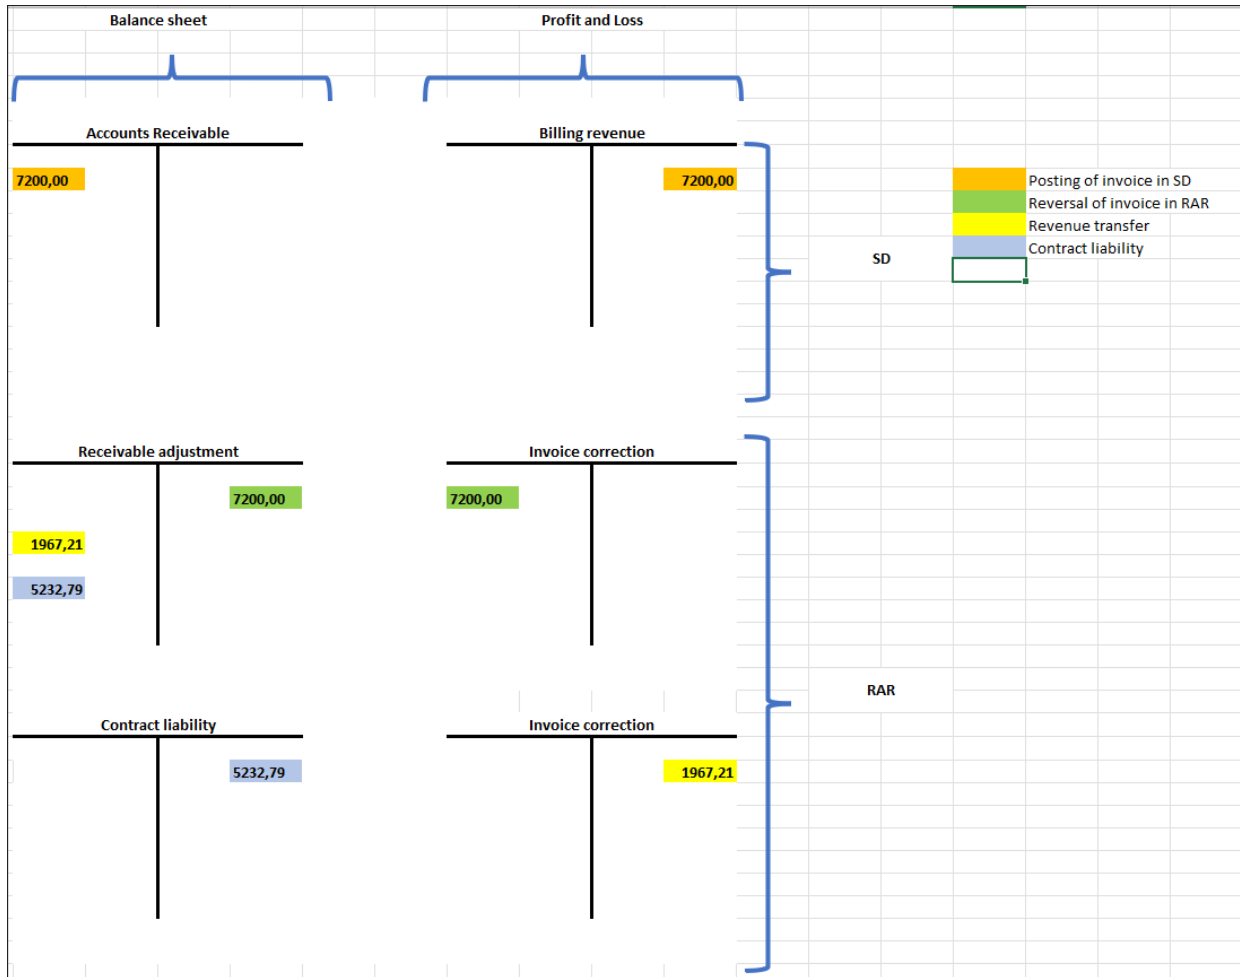 Balance sheet
Profit and Loss
Accounts Receivable
Billing revenue
7200,00
7200,00
Posting of invoice in SD
Reversal of invoice in RAR
Revenue transfer
Contract liability
SD
Receivable adjustment
Invoice correction
7200,00
7200,00
1967,21
5232,79
RAR
Contract liability
Invoice correction
5232,79
1967,21